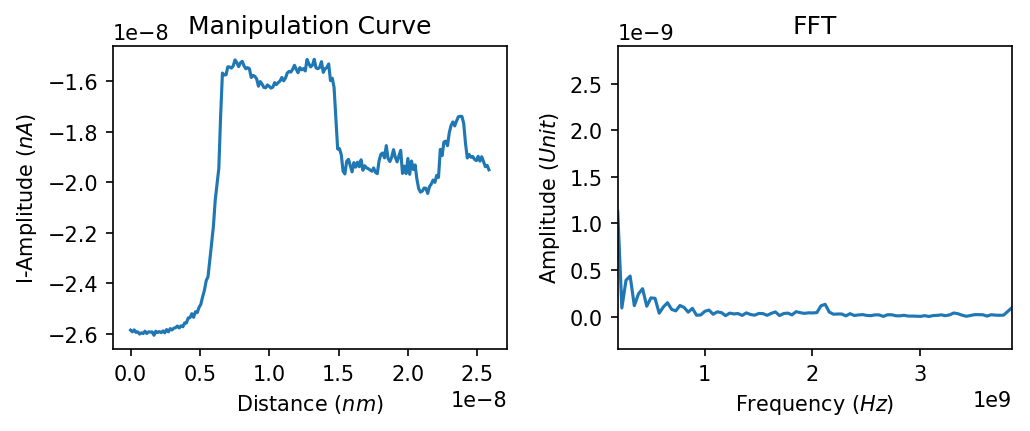 Manipulation Curve
1e−8
I-Amplitude (nA)
−1.6
−1.8
−2.0
−2.2
−2.4
−2.6
0.0 0.5 1.0 1.5 2.0 2.5
Distance (nm)
1e−8
FFT
1e−9
Amplitude (Unit)
2.5
2.0
1.5
1.0
0.5
0.0
1 2 3
Frequency (Hz)
1e9